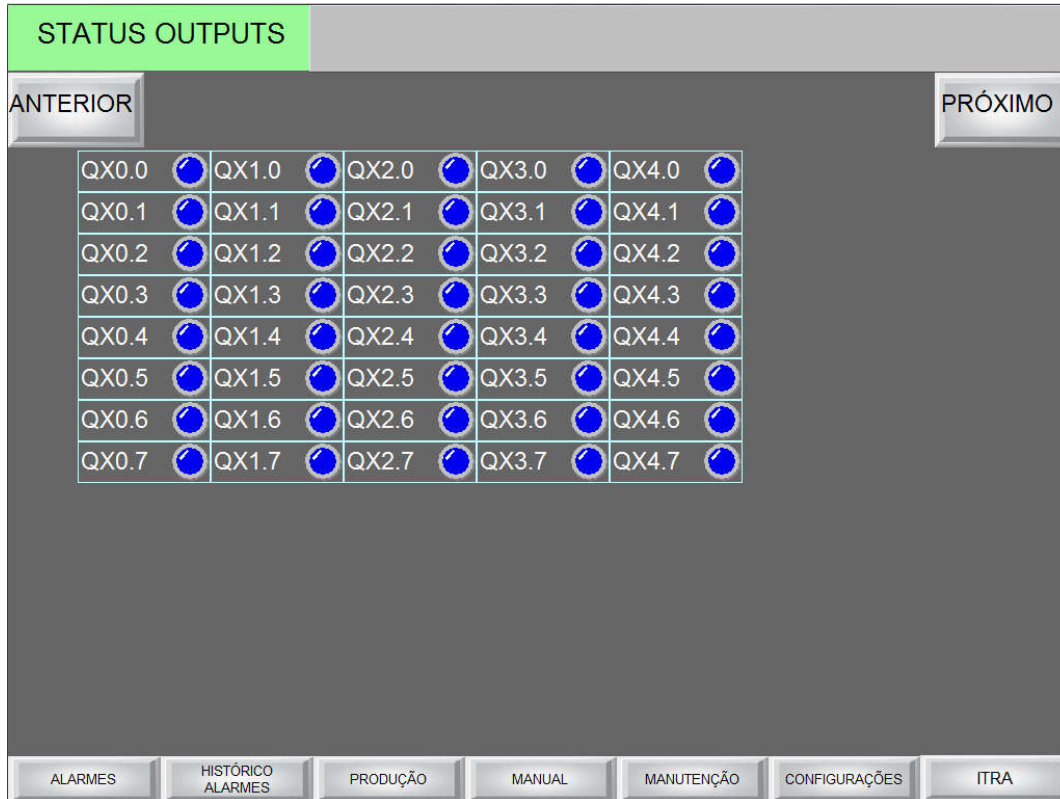 STATUS OUTPUTS
ANTERIOR
PRÓXIMO
QX0.0 QX1.0 QX2.0 QX3.0 QX4.0
QX0.1 QX1.1 QX2.1 QX3.1 QX4.1
QX0.2 QX1.2 QX2.2 QX3.2 QX4.2
QX0.3 QX1.3 QX2.3 QX3.3 QX4.3
QX0.4 QX1.4 QX2.4 QX3.4 QX4.4
QX0.5 QX1.5 QX2.5 QX3.5 QX4.5
QX0.6 QX1.6 QX2.6 QX3.6 QX4.6
QX0.7 QX1.7 QX2.7 QX3.7 QX4.7
ALARMES
HISTÓRICO
ALARMES
PRODUÇÃO
MANUAL
MANUTENÇÃO
CONFIGURAÇÕES
ITRA